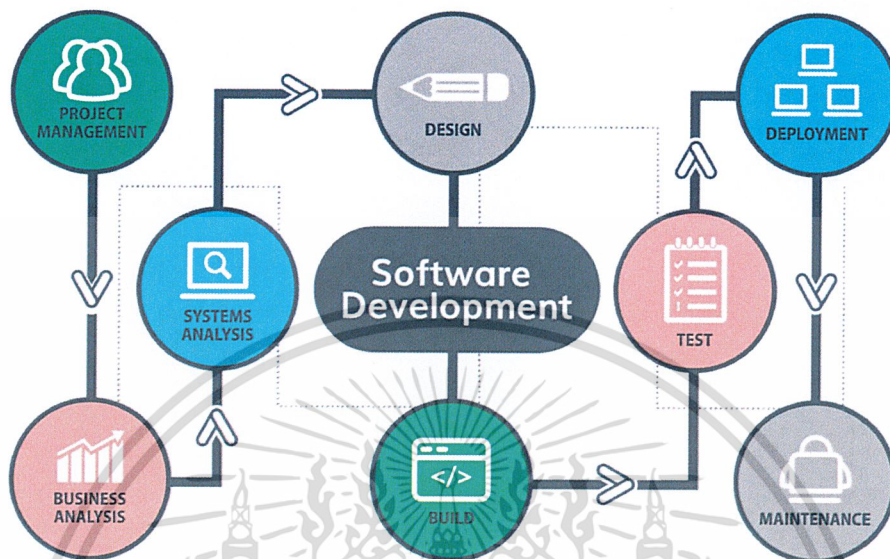 PROJECT
MANAGEMENT
BUSINESS
ANALYSIS
SYSTEMS
ANALYSIS
DESIGN
Software
Development
</>
BUILD
TEST
DEPLOYMENT
MAINTENANCE